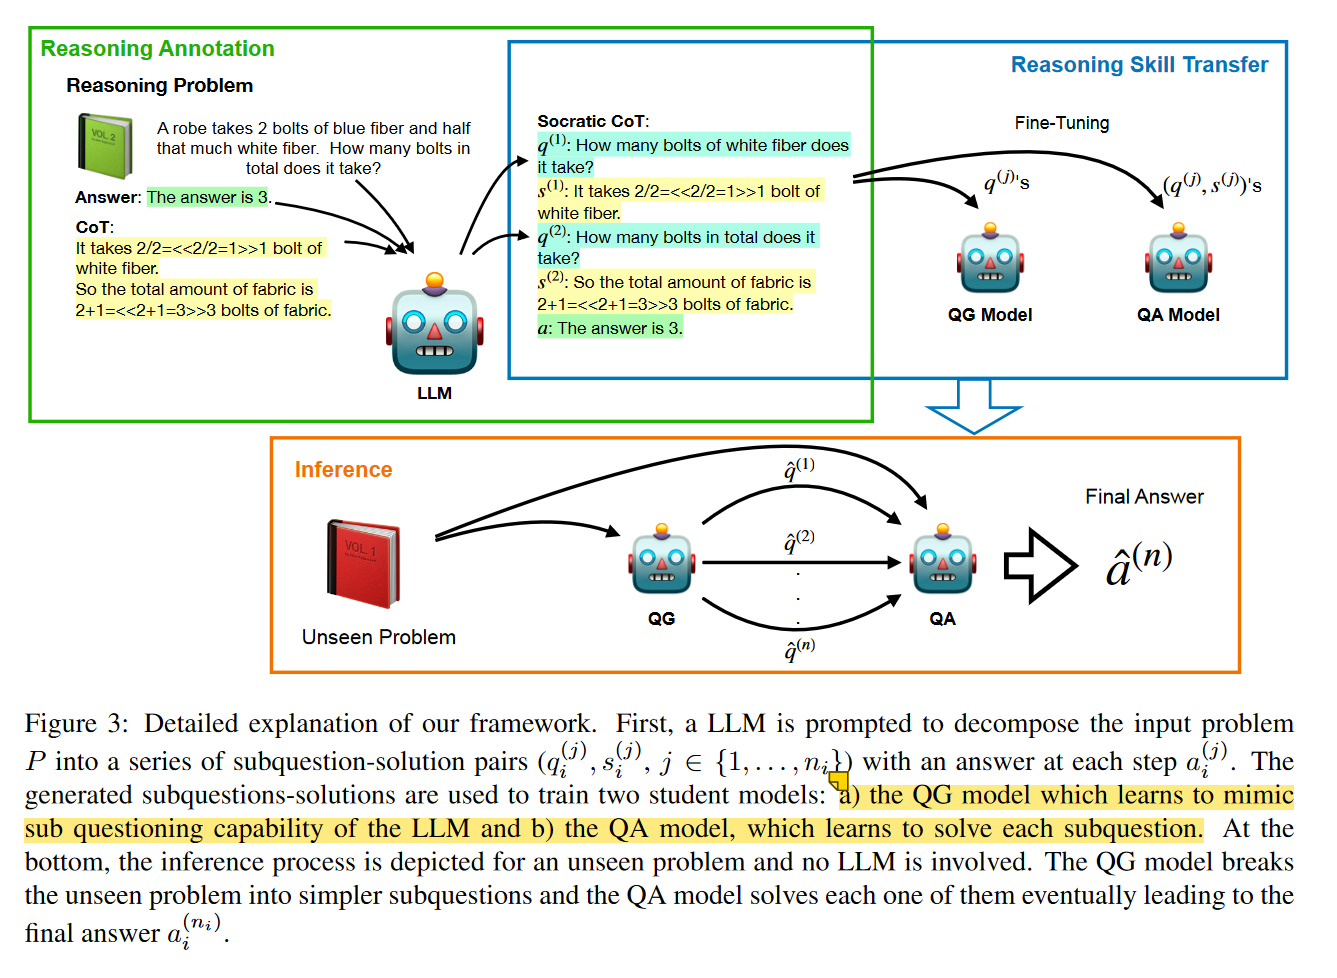 Reasoning Annotation
Reasoning Skill Transfer
Reasoning Problem
VOL. 2
A robe takes 2 bolts of blue fiber and half
that much white fiber. How many bolts in
total does it take?
Answer: The answer is 3.
CoT:
It takes 2/2=<<2/2=1>>1 bolt of
white fiber.
So the total amount of fabric is
2+1=<<2+1=3>>3 bolts of fabric.
LLM
Socratic CoT:
q^(1): How many bolts of white fiber does
it take?
s^(1): It takes 2/2=<<2/2=1>>1 bolt of
white fiber.
q^(2): How many bolts in total does it
take?
s^(2): So the total amount of fabric is
2+1=<<2+1=3>>3 bolts of fabric.
a: The answer is 3.
Fine-Tuning
q^(j)'s
(q^(j), s^(j))'s
QG Model
QA Model
Inference
VOL. 1
Unseen Problem
QG
q̂^(1)
q̂^(2)
.
.
.
q̂^(n)
QA
Final Answer
â^(n)
Figure 3: Detailed explanation of our framework. First, a LLM is prompted to decompose the input problem
P into a series of subquestion-solution pairs (q_i^(j), s_i^(j), j ∈ {1, . . . , n_i}) with an answer at each step a_i^(j). The
generated subquestions-solutions are used to train two student models: a) the QG model which learns to mimic
sub questioning capability of the LLM and b) the QA model, which learns to solve each subquestion. At the
bottom, the inference process is depicted for an unseen problem and no LLM is involved. The QG model breaks
the unseen problem into simpler subquestions and the QA model solves each one of them eventually leading to the
final answer a_i^(n_i).